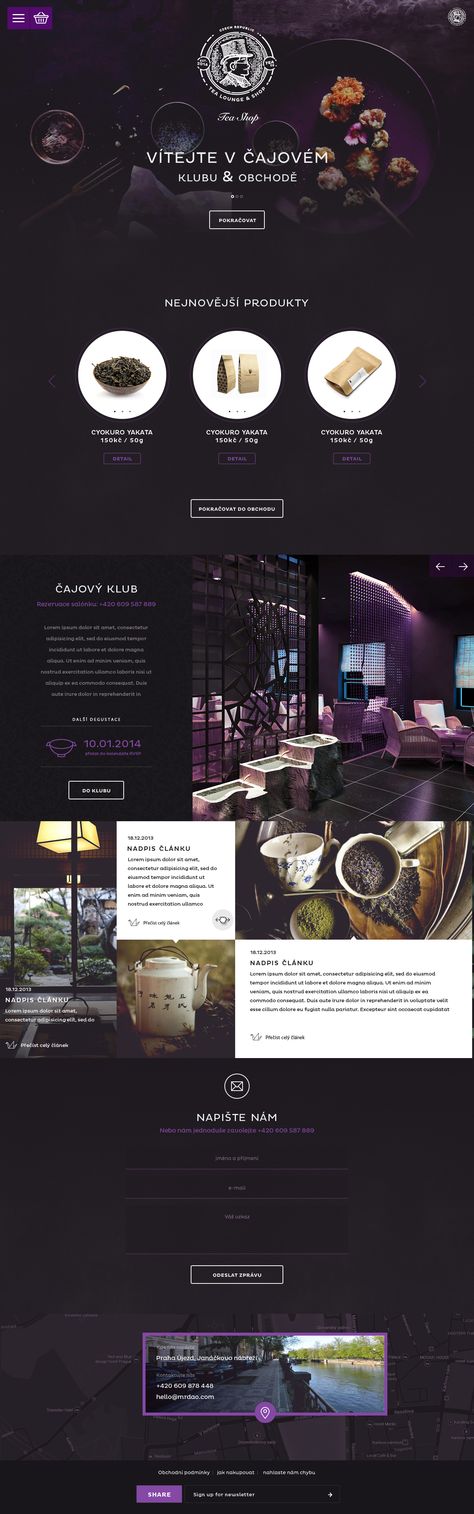 CZECH REPUBLIC
TEA LOUNGE & SHOP
Tea Shop
VÍTEJTE V ČAJOVÉM
KLUBU & OBCHODĚ
POKRAČOVAT
NEJNOVĚJŠÍ PRODUKTY
CYOKURO YAKATA
150kč / 50g
DETAIL
CYOKURO YAKATA
150kč / 50g
DETAIL
CYOKURO YAKATA
150kč / 50g
DETAIL
POKRAČOVAT DO OBCHODU
ČAJOVÝ KLUB
Rezervace salónku: +420 609 587 889
Lorem ipsum dolor sit amet, consectetur
adipisicing elit, sed do eiusmod tempor
incididunt ut labore et dolore magna
aliqua. Ut enim ad minim veniam, quis
nostrud exercitation ullamco laboris nisi ut
aliquip ex ea commodo consequat. Duis
aute irure dolor in reprehenderit in
DALŠÍ DEGUSTACE
10.01.2014
DO KLUBU
18.12.2013
NADPIS ČLÁNKU
Lorem ipsum dolor sit amet,
consectetur adipisicing elit, sed do
eiusmod tempor incididunt ut
labore et dolore magna aliqua. Ut
enim ad minim veniam, quis
nostrud exercitation ullamco
Přečíst celý článek
18.12.2013
NADPIS ČLÁNKU
Lorem ipsum dolor sit amet,
consectetur adipisicing elit, sed do
Přečíst celý článek
18.12.2013
NADPIS ČLÁNKU
Lorem ipsum dolor sit amet, consectetur adipisicing elit, sed do eiusmod
tempor incididunt ut labore et dolore magna aliqua. Ut enim ad minim
veniam, quis nostrud exercitation ullamco laboris nisi ut aliquip ex ea
commodo consequat. Duis aute irure dolor in reprehenderit in voluptate velit
esse cillum dolore eu fugiat nulla pariatur. Excepteur sint occaecat cupidatat
Přečíst celý článek
NAPIŠTE NÁM
Nebo nám jednoduše zavolejte +420 609 587 889
jméno a příjmení
e-mail
Váš vzkaz
ODESLAT ZPRÁVU
Praha Újezd, Janáčkovo nábřeží
Kontaktujte nás
+420 609 878 448
hello@mrdao.com
Obchodní podmínky
jak nakupovat
nahlaste nám chybu
SHARE
Sign up for newsletter